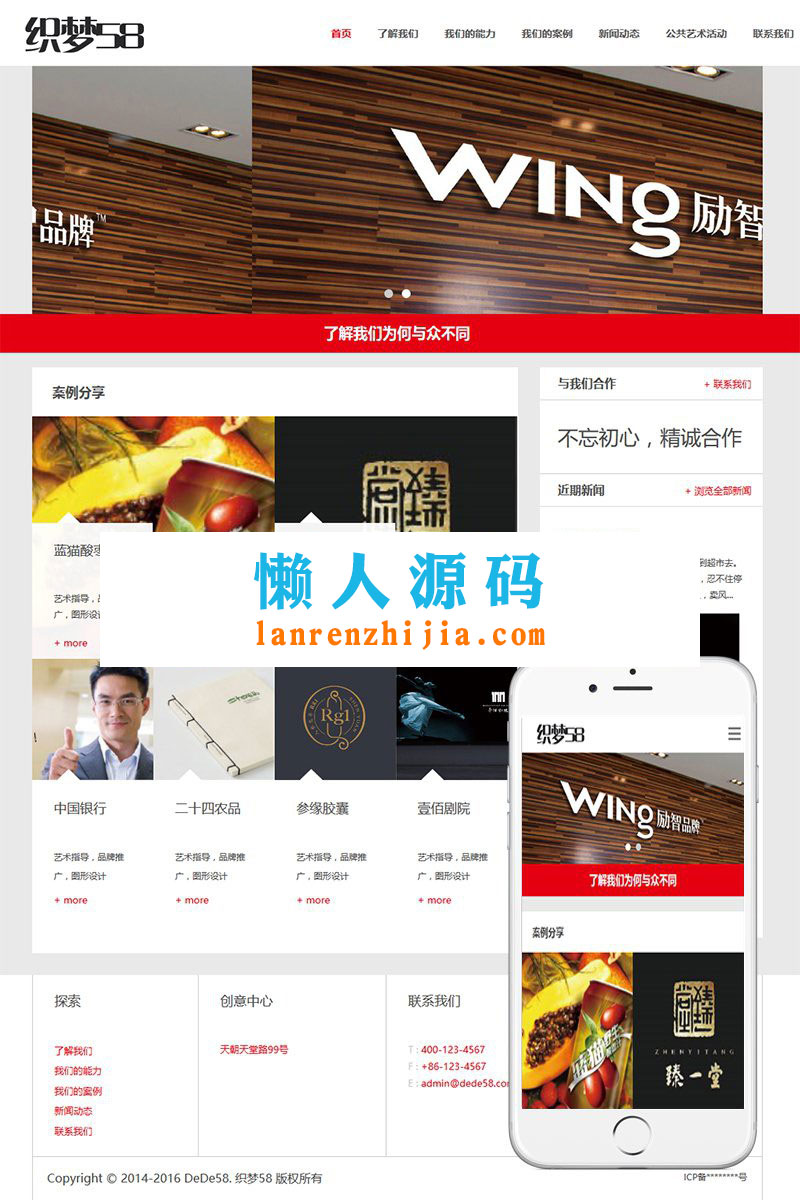 织梦58
首页 了解我们 我们的能力 我们的案例 新闻动态 公共艺术活动 联系我们
品牌™
WING 励智
了解我们为何与众不同
案例分享
与我们合作 + 联系我们
不忘初心，精诚合作
近期新闻 + 浏览全部新闻
蓝猫酸枣
到超市去。
，忍不住停
，卖风...
艺术指导，品
广，图形设
+ more
懒人源码
lanrenzhijia.com
Rg1
中国银行 二十四农品 参缘胶囊 壹佰剧院
艺术指导，品牌推 艺术指导，品牌推 艺术指导，品牌推 艺术指导，品牌推
广，图形设计 广，图形设计 广，图形设计 广，图形设计
+ more + more + more + more
织梦58
WING 励智品牌
了解我们为何与众不同
案例分享
ZHENYITANG
臻一堂
探索 创意中心 联系我们
了解我们
我们的能力
我们的案例
新闻动态
联系我们
天朝天堂路99号
T : 400-123-4567
F : +86-123-4567
E : admin@dede58.com
Copyright © 2014-2016 DeDe58. 织梦58 版权所有 ICP备********号